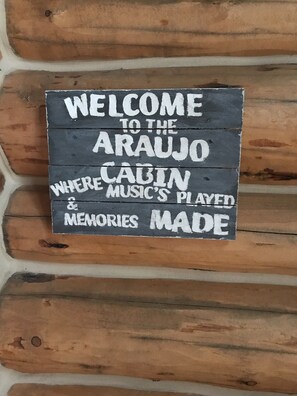 WELCOME
TO THE
ARAUJO
CABIN
WHERE MUSIC'S PLAYED
& MEMORIES MADE